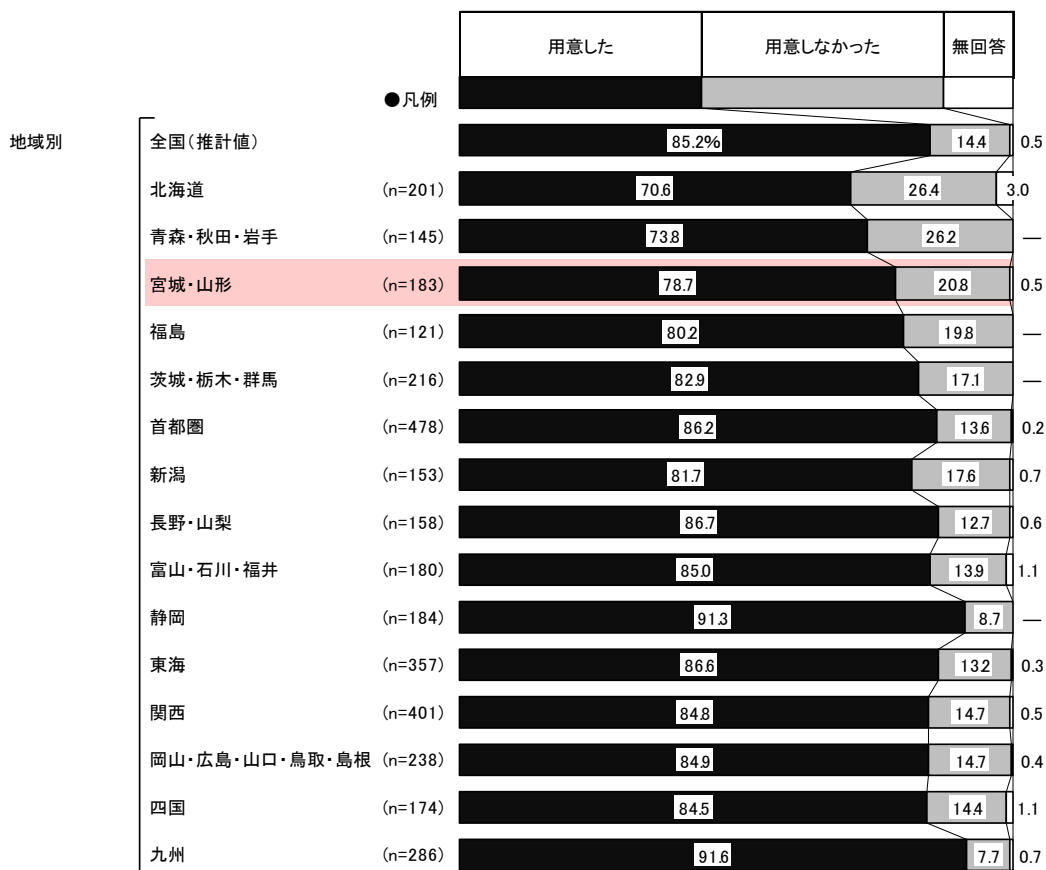 用意した 用意しなかった 無回答
●凡例
地域別 全国(推計値) 85.2% 14.4 0.5
北海道 (n=201) 70.6 26.4 3.0
青森・秋田・岩手 (n=145) 73.8 26.2 ―
宮城・山形 (n=183) 78.7 20.8 0.5
福島 (n=121) 80.2 19.8 ―
茨城・栃木・群馬 (n=216) 82.9 17.1 ―
首都圏 (n=478) 86.2 13.6 0.2
新潟 (n=153) 81.7 17.6 0.7
長野・山梨 (n=158) 86.7 12.7 0.6
富山・石川・福井 (n=180) 85.0 13.9 1.1
静岡 (n=184) 91.3 8.7 ―
東海 (n=357) 86.6 13.2 0.3
関西 (n=401) 84.8 14.7 0.5
岡山・広島・山口・鳥取・島根 (n=238) 84.9 14.7 0.4
四国 (n=174) 84.5 14.4 1.1
九州 (n=286) 91.6 7.7 0.7